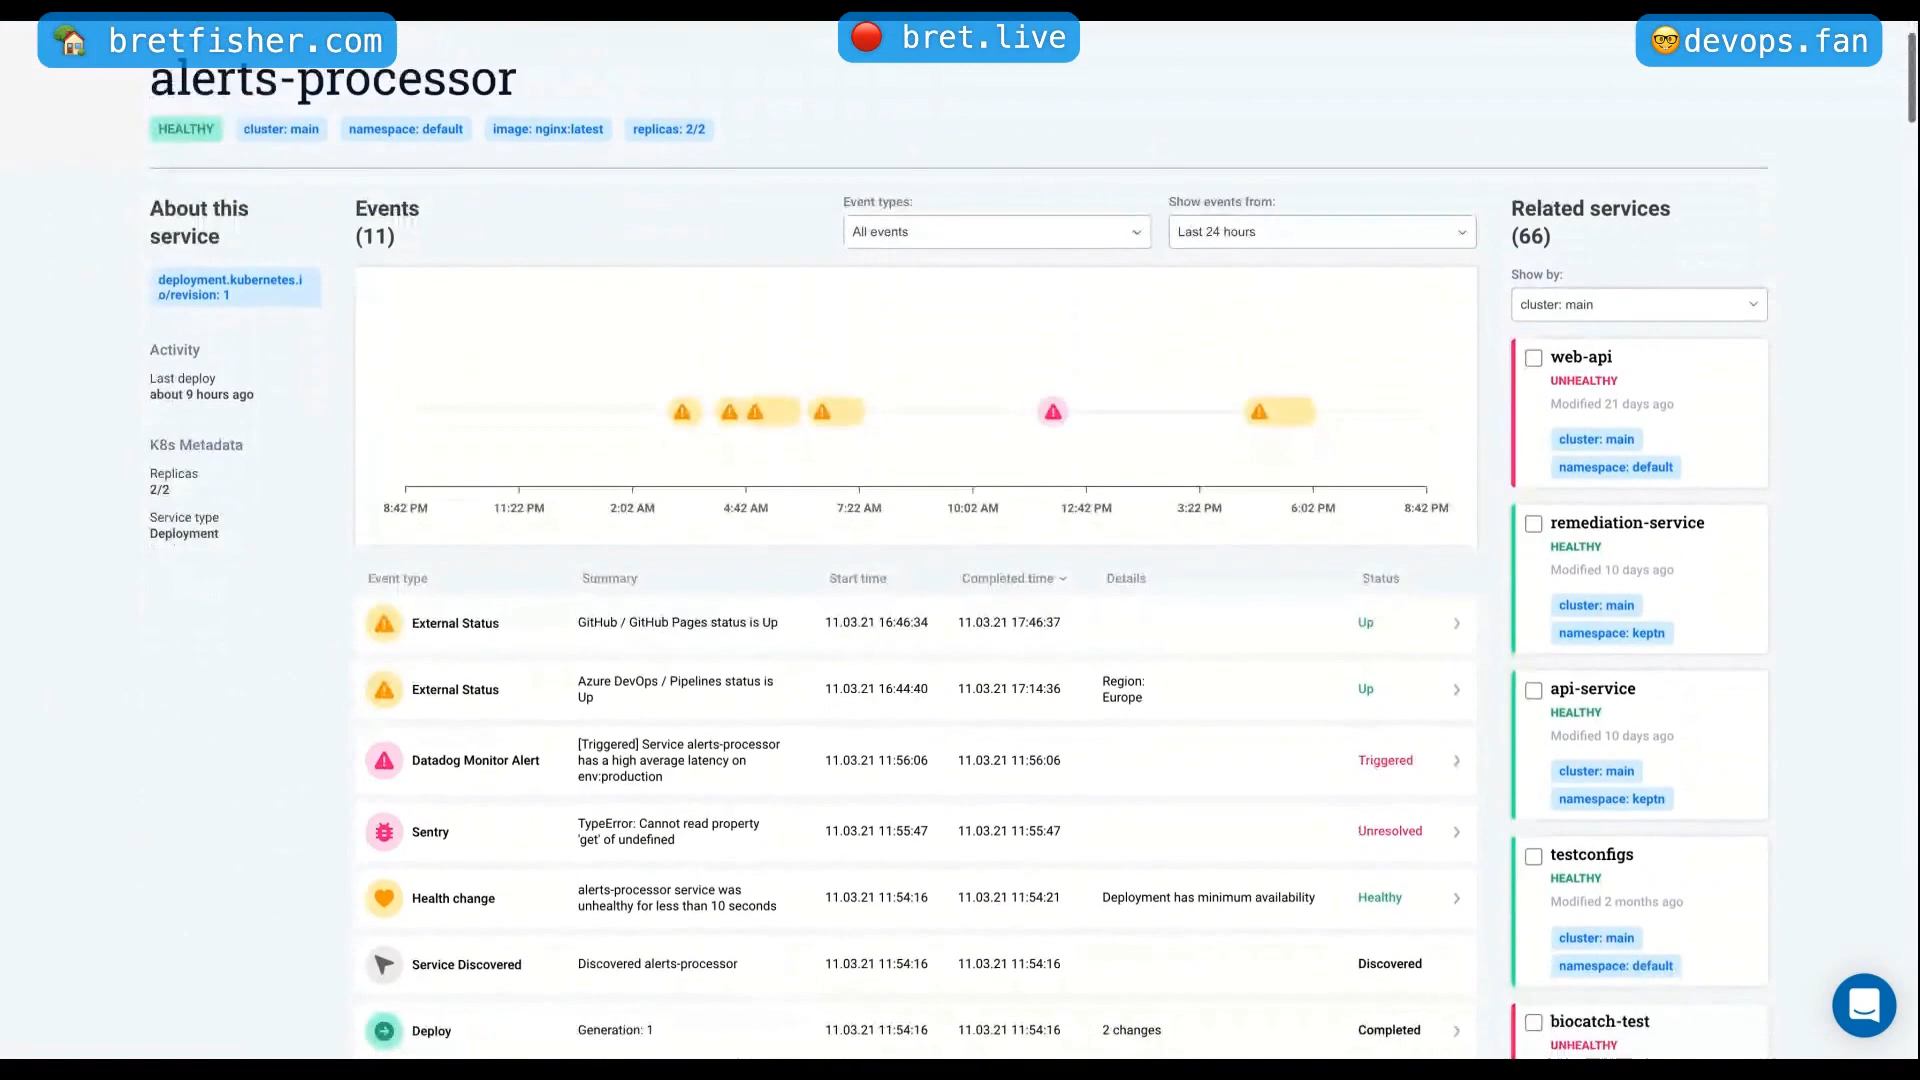 bretfisher.com
bret.live
devops.fan
alerts-processor
HEALTHY
cluster: main
namespace: default
image: nginx:latest
replicas: 2/2
About this
service
deployment.kubernetes.i
o/revision: 1
Activity
Last deploy
about 9 hours ago
K8s Metadata
Replicas
2/2
Service type
Deployment
Events
(11)
Event types:
All events
Show events from:
Last 24 hours
8:42 PM
11:22 PM
2:02 AM
4:42 AM
7:22 AM
10:02 AM
12:42 PM
3:22 PM
6:02 PM
8:42 PM
Event type
Summary
Start time
Completed time
Details
Status
External Status
GitHub / GitHub Pages status is Up
11.03.21 16:46:34
11.03.21 17:46:37
Up
External Status
Azure DevOps / Pipelines status is
Up
11.03.21 16:44:40
11.03.21 17:14:36
Region:
Europe
Up
Datadog Monitor Alert
[Triggered] Service alerts-processor
has a high average latency on
env:production
11.03.21 11:56:06
11.03.21 11:56:06
Triggered
Sentry
TypeError: Cannot read property
'get' of undefined
11.03.21 11:55:47
11.03.21 11:55:47
Unresolved
Health change
alerts-processor service was
unhealthy for less than 10 seconds
11.03.21 11:54:16
11.03.21 11:54:21
Deployment has minimum availability
Healthy
Service Discovered
Discovered alerts-processor
11.03.21 11:54:16
11.03.21 11:54:16
Discovered
Deploy
Generation: 1
11.03.21 11:54:16
11.03.21 11:54:16
2 changes
Completed
Related services
(66)
Show by:
cluster: main
web-api
UNHEALTHY
Modified 21 days ago
cluster: main
namespace: default
remediation-service
HEALTHY
Modified 10 days ago
cluster: main
namespace: keptn
api-service
HEALTHY
Modified 10 days ago
cluster: main
namespace: keptn
testconfigs
HEALTHY
Modified 2 months ago
cluster: main
namespace: default
biocatch-test
UNHEALTHY